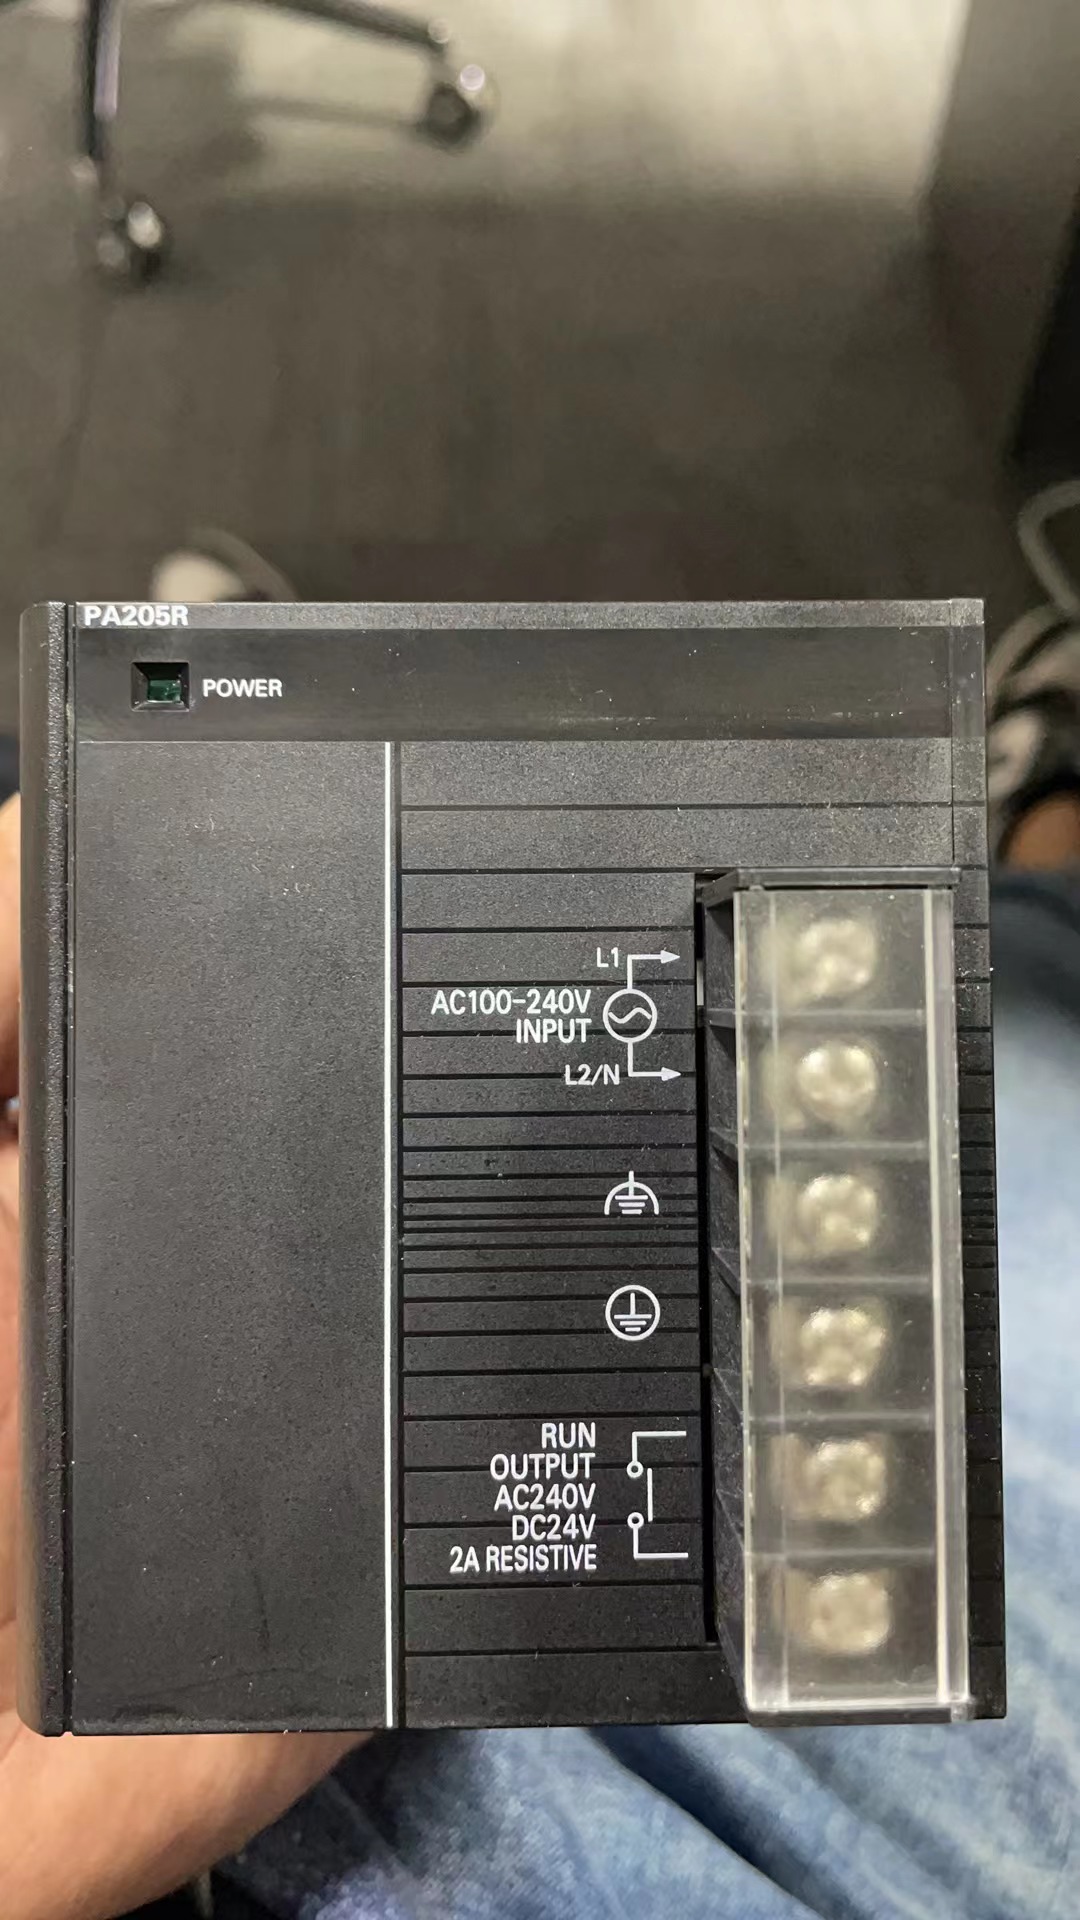 PA205R
POWER
L1
AC100-240V
INPUT
L2/N
RUN
OUTPUT
AC240V
DC24V
2A RESISTIVE